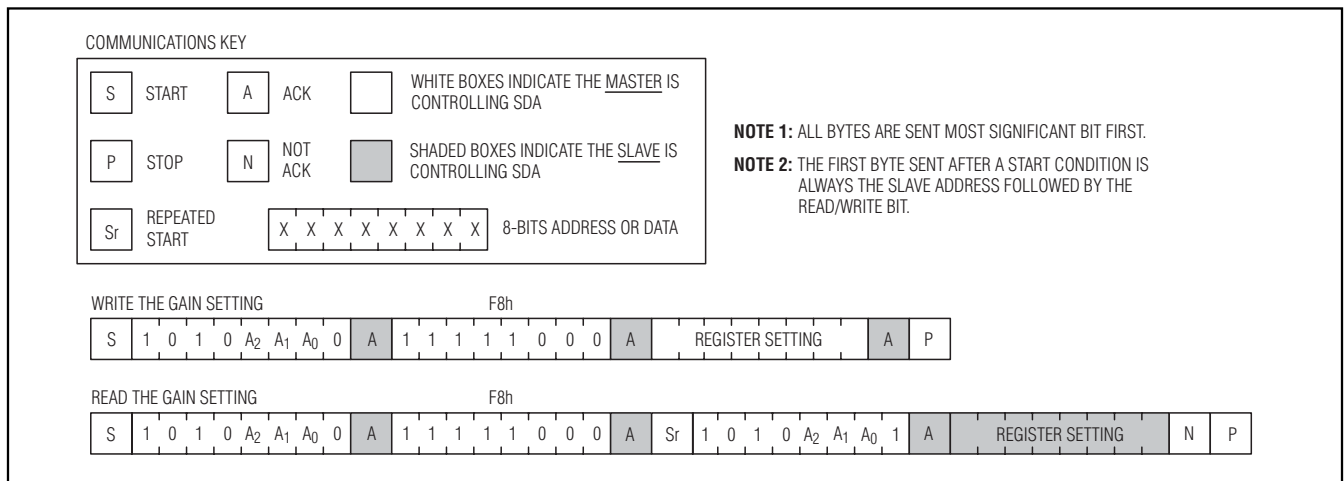 COMMUNICATIONS KEY
S START A ACK WHITE BOXES INDICATE THE MASTER IS
CONTROLLING SDA
P STOP N NOT
ACK SHADED BOXES INDICATE THE SLAVE IS
CONTROLLING SDA
Sr REPEATED
START X X X X X X X X 8-BITS ADDRESS OR DATA
NOTE 1: ALL BYTES ARE SENT MOST SIGNIFICANT BIT FIRST.
NOTE 2: THE FIRST BYTE SENT AFTER A START CONDITION IS
ALWAYS THE SLAVE ADDRESS FOLLOWED BY THE
READ/WRITE BIT.
WRITE THE GAIN SETTING F8h
S 1 0 1 0 A2 A1 A0 0 A 1 1 1 1 1 0 0 0 A REGISTER SETTING A P
READ THE GAIN SETTING F8h
S 1 0 1 0 A2 A1 A0 0 A 1 1 1 1 1 0 0 0 A Sr 1 0 1 0 A2 A1 A0 1 A REGISTER SETTING N P